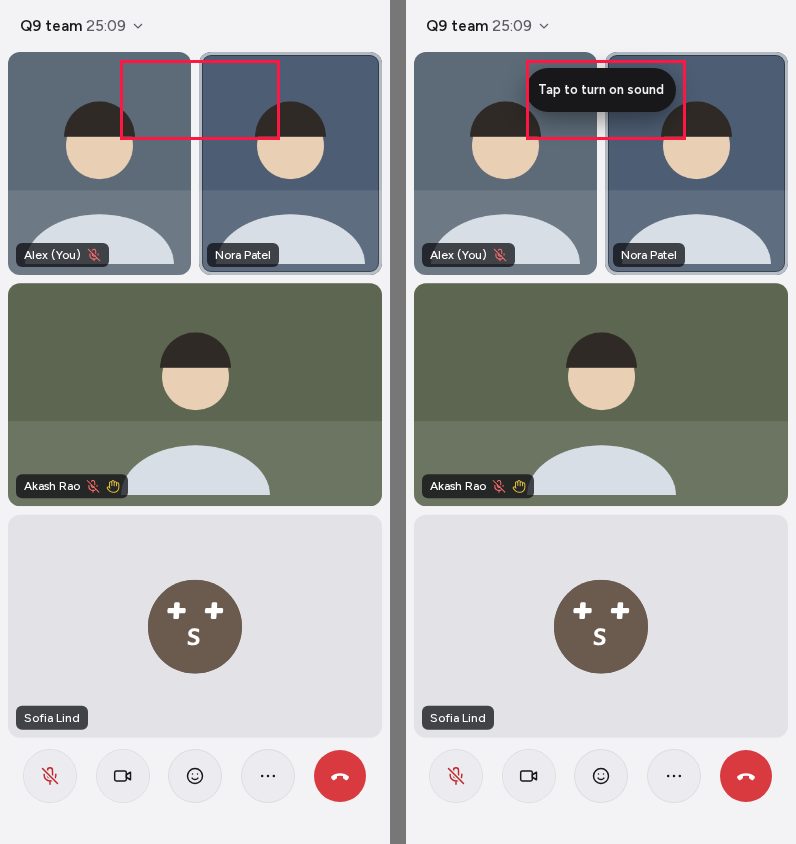 Q9 team 25:09
Alex (You)
Nora Patel
Akash Rao
S
Sofia Lind
Q9 team 25:09
Tap to turn on sound
Alex (You)
Nora Patel
Akash Rao
S
Sofia Lind